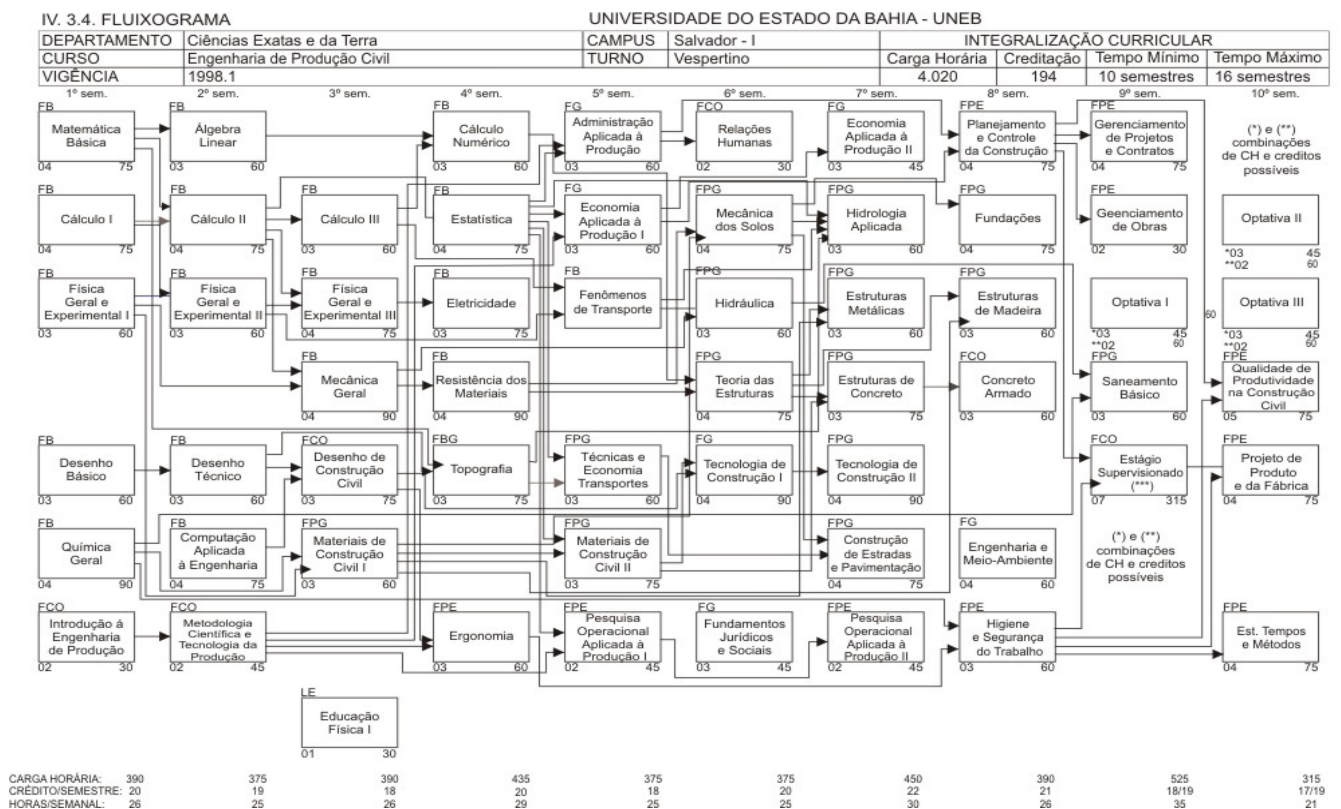 IV. 3.4. FLUIXOGRAMA
UNIVERSIDADE DO ESTADO DA BAHIA - UNEB
DEPARTAMENTO Ciências Exatas e da Terra CAMPUS Salvador - I INTEGRALIZAÇÃO CURRICULAR
CURSO Engenharia de Produção Civil TURNO Vespertino Carga Horária Creditação Tempo Mínimo Tempo Máximo
VIGÊNCIA 1998.1 4.020 194 10 semestres 16 semestres
1º sem. 2º sem. 3º sem. 4º sem. 5º sem. 6º sem. 7º sem. 8º sem. 9º sem. 10º sem.
FB
Matemática
Básica
04 75
FB
Álgebra
Linear
03 60
FB
Cálculo
Numérico
03 60
FG
Administração
Aplicada à
Produção
03 60
FCO
Relações
Humanas
02 30
FG
Economia
Aplicada à
Produção II
03 45
FPE
Planejamento
e Controle
da Construção
04 75
FPE
Gerenciamento
de Projetos
e Contratos
04 75
(*) e (**)
combinações
de CH e creditos
possíveis
FB
Cálculo I
04 75
FB
Cálculo II
04 75
FB
Cálculo III
03 60
FB
Estatística
04 75
FG
Economia
Aplicada à
Produção I
03 60
FPG
Mecânica
dos Solos
04 75
FPG
Hidrologia
Aplicada
03 60
FPG
Fundações
04 75
FPE
Geenciamento
de Obras
02 30
Optativa II
*03 45
**02 60
FB
Física
Geral e
Experimental I
03 60
FB
Física
Geral e
Experimental II
03 60
FB
Física
Geral e
Experimental III
03 60
FB
Eletricidade
03 75
FB
Fenômenos
de Transporte
04 75
FPG
Hidráulica
03 60
FPG
Estruturas
Metálicas
03 60
FPG
Estruturas
de Madeira
03 60
Optativa I
*03 45
**02 60
60
Optativa III
*03 45
**02 60
FB
Mecânica
Geral
04 90
FB
Resistência dos
Materiais
04 90
FPG
Teoria das
Estruturas
04 75
FPG
Estruturas de
Concreto
03 75
FCO
Concreto
Armado
03 60
FPG
Saneamento
Básico
03 60
FPE
Qualidade de
Produtividade
na Construção
Civil
05 75
FB
Desenho
Básico
03 60
FB
Desenho
Técnico
03 60
FCO
Desenho de
Construção
Civil
03 75
FBG
Topografia
03 75
FPG
Técnicas e
Economia
Transportes
03 60
FG
Tecnologia de
Construção I
04 90
FPG
Tecnologia de
Construção II
04 90
FCO
Estágio
Supervisionado
(***)
07 315
FPE
Projeto de
Produto
e da Fábrica
04 75
FB
Química
Geral
04 90
FB
Computação
Aplicada
à Engenharia
04 75
FPG
Materiais de
Construção
Civil I
03 60
FPG
Materiais de
Construção
Civil II
03 75
FPG
Construção
de Estradas
e Pavimentação
04 75
FG
Engenharia e
Meio-Ambiente
04 60
(*) e (**)
combinações
de CH e creditos
possíveis
FCO
Introdução á
Engenharia
de Produção
02 30
FCO
Metodologia
Científica e
Tecnologia da
Produção
02 45
FPE
Ergonomia
03 60
FPE
Pesquisa
Operacional
Aplicada à
Produção I
02 45
FG
Fundamentos
Jurídicos
e Sociais
03 45
FPE
Pesquisa
Operacional
Aplicada à
Produção II
02 45
FPE
Higiene
e Segurança
do Trabalho
03 60
FPE
Est. Tempos
e Métodos
04 75
LE
Educação
Física I
01 30
CARGA HORÁRIA: 390 375 390 435 375 375 450 390 525 315
CRÉDITO/SEMESTRE: 20 19 18 20 18 20 22 21 18/19 17/19
HORAS/SEMANAL: 26 25 26 29 25 25 30 26 35 21